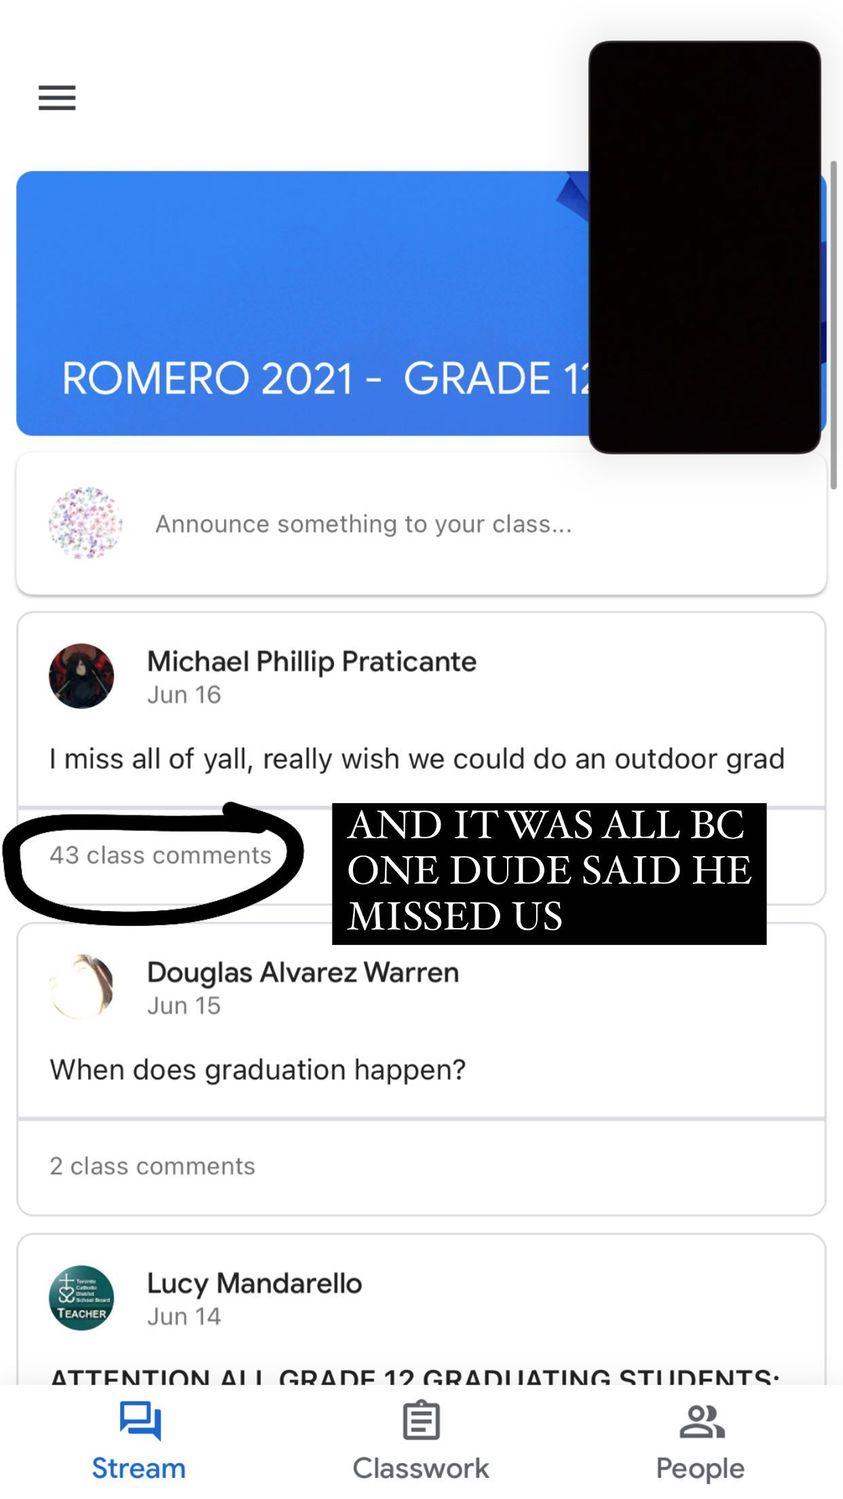 ROMERO 2021 - GRADE 12
Announce something to your class...
Michael Phillip Praticante
Jun 16
I miss all of yall, really wish we could do an outdoor grad
43 class comments
AND IT WAS ALL BC
ONE DUDE SAID HE
MISSED US
Douglas Alvarez Warren
Jun 15
When does graduation happen?
2 class comments
Toronto
Catholic
District
School Board
TEACHER
Lucy Mandarello
Jun 14
ATTENTION ALL GRADE 12 GRADUATING STUDENTS:
Stream
Classwork
People